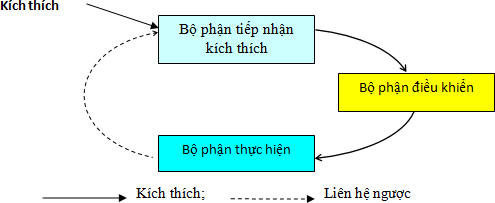 Kích thích
Bộ phận tiếp nhận
kích thích
Bộ phận điều khiển
Bộ phận thực hiện
Kích thích;
Liên hệ ngược